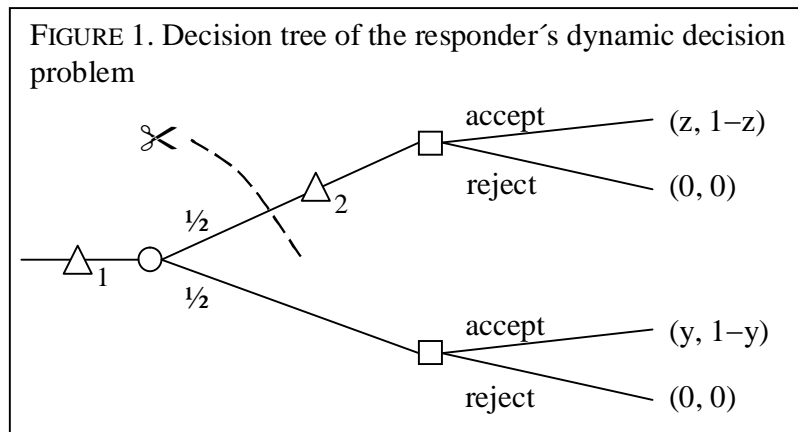 FIGURE 1. Decision tree of the responder´s dynamic decision
problem
accept
(z, 1−z)
reject
(0, 0)
½
2
1
½
accept
(y, 1−y)
reject
(0, 0)